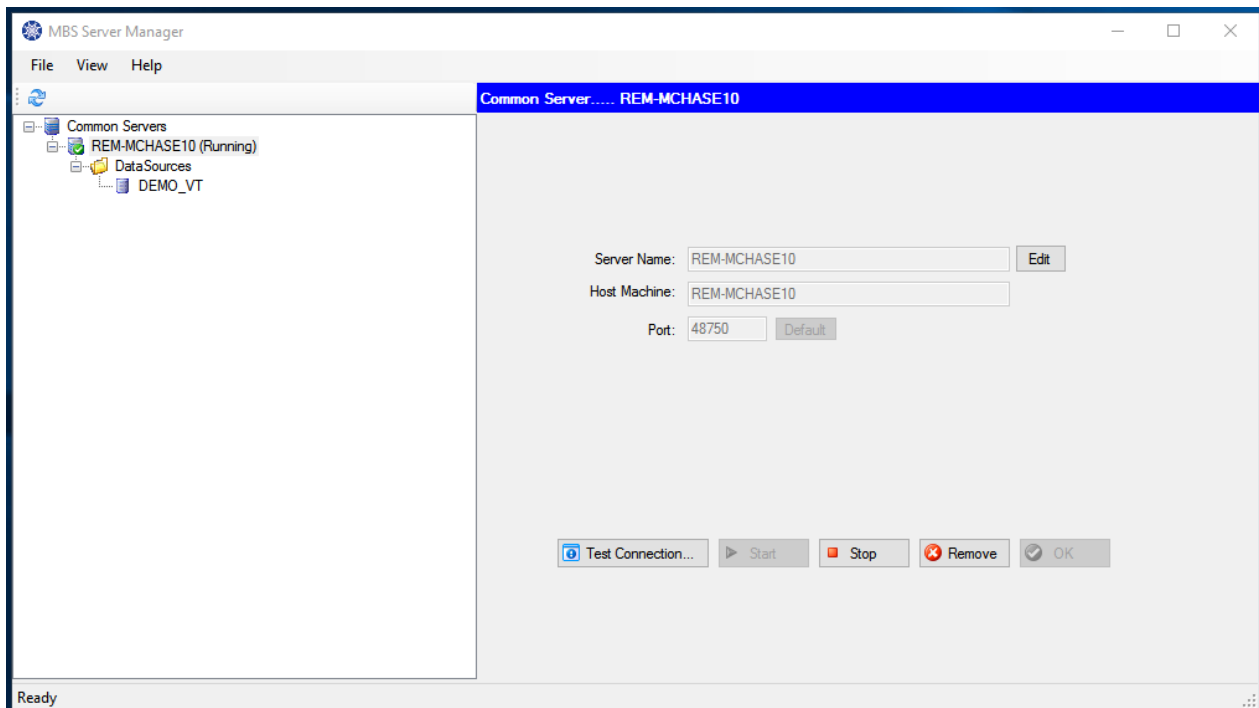 MBS Server Manager
File View Help
Common Server..... REM-MCHASE10
Common Servers
REM-MCHASE10 (Running)
DataSources
DEMO_VT
Server Name: REM-MCHASE10 Edit
Host Machine: REM-MCHASE10
Port: 48750 Default
Test Connection... Start Stop Remove OK
Ready